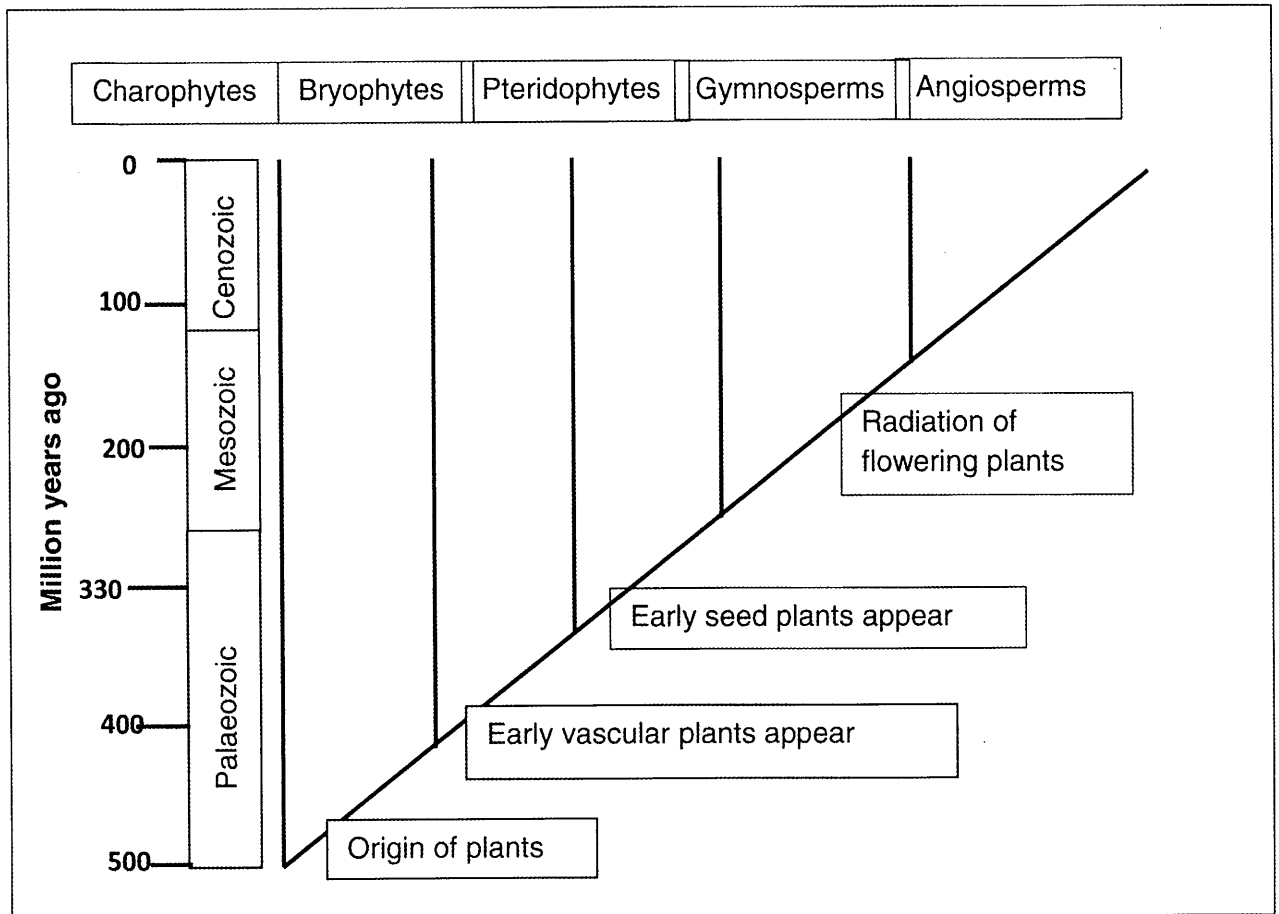 Charophytes
Bryophytes
Pteridophytes
Gymnosperms
Angiosperms
Million years ago
0
100
200
330
400
500
Cenozoic
Mesozoic
Palaeozoic
Radiation of
flowering plants
Early seed plants appear
Early vascular plants appear
Origin of plants